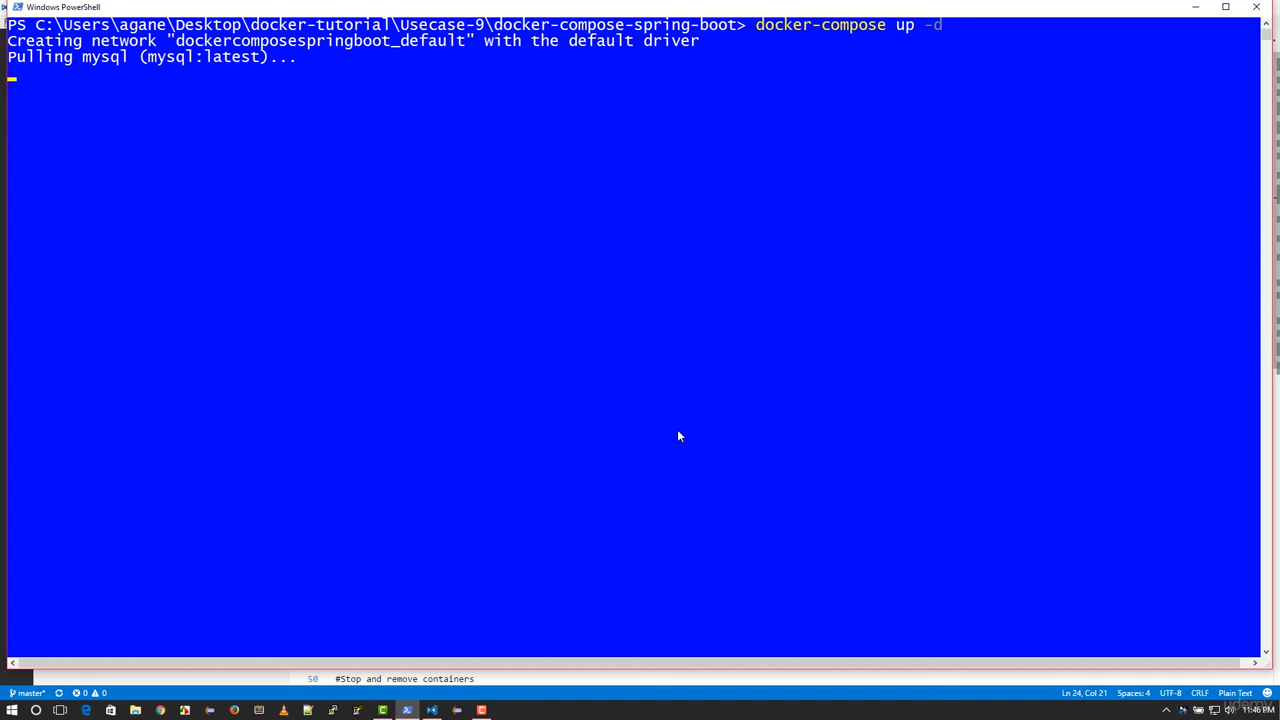 Windows PowerShell
PS C:\Users\agane\Desktop\docker-tutorial\Usecase-9\docker-compose-spring-boot> docker-compose up -d
Creating network "dockercomposespringboot_default" with the default driver
Pulling mysql (mysql:latest)...
50 #Stop and remove containers
master* 0 0 Ln 24, Col 21 Spaces: 4 UTF-8 CRLF Plain Text
udemy
11:46 PM